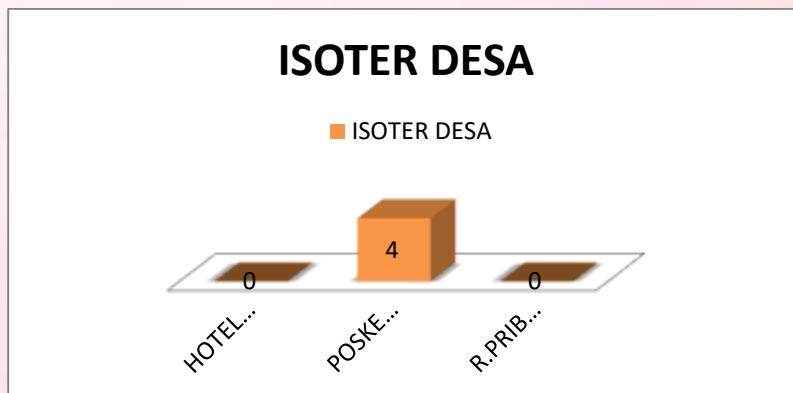 ISOTER DESA
ISOTER DESA
0
4
0
HOTEL...
POSKE...
R.PRIB...